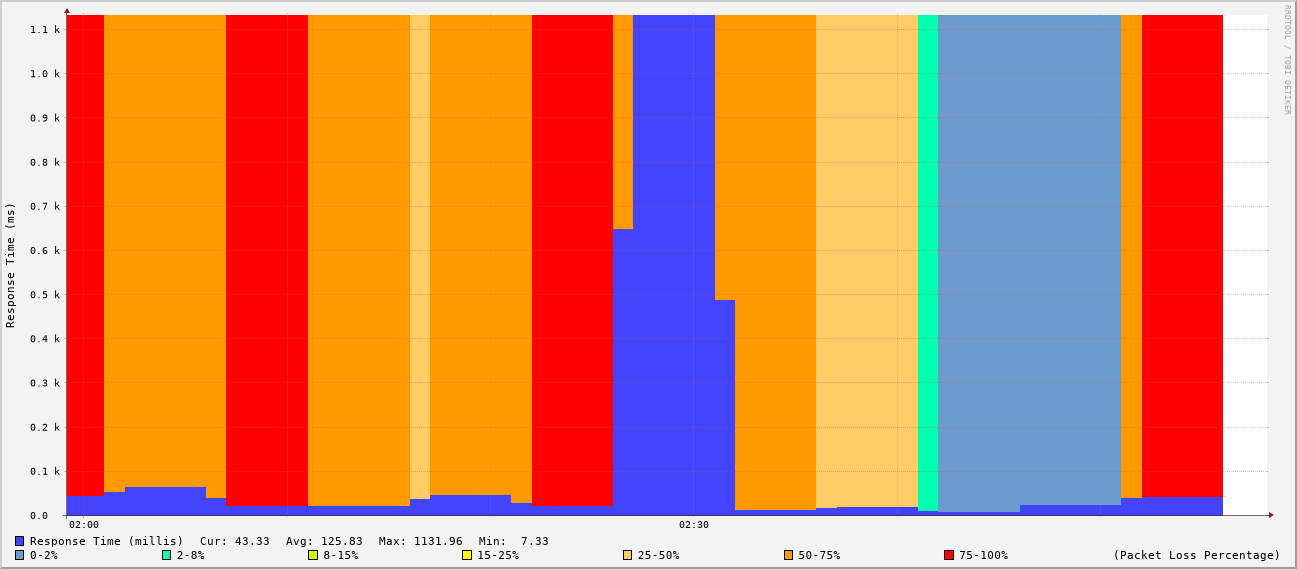 RRDTOOL / TOBI OETIKER
Response Time (ms)
1.1 k
1.0 k
0.9 k
0.8 k
0.7 k
0.6 k
0.5 k
0.4 k
0.3 k
0.2 k
0.1 k
0.0
02:00 02:30
Response Time (millis) Cur: 43.33 Avg: 125.83 Max: 1131.96 Min: 7.33
0-2% 2-8% 8-15% 15-25% 25-50% 50-75% 75-100% (Packet Loss Percentage)